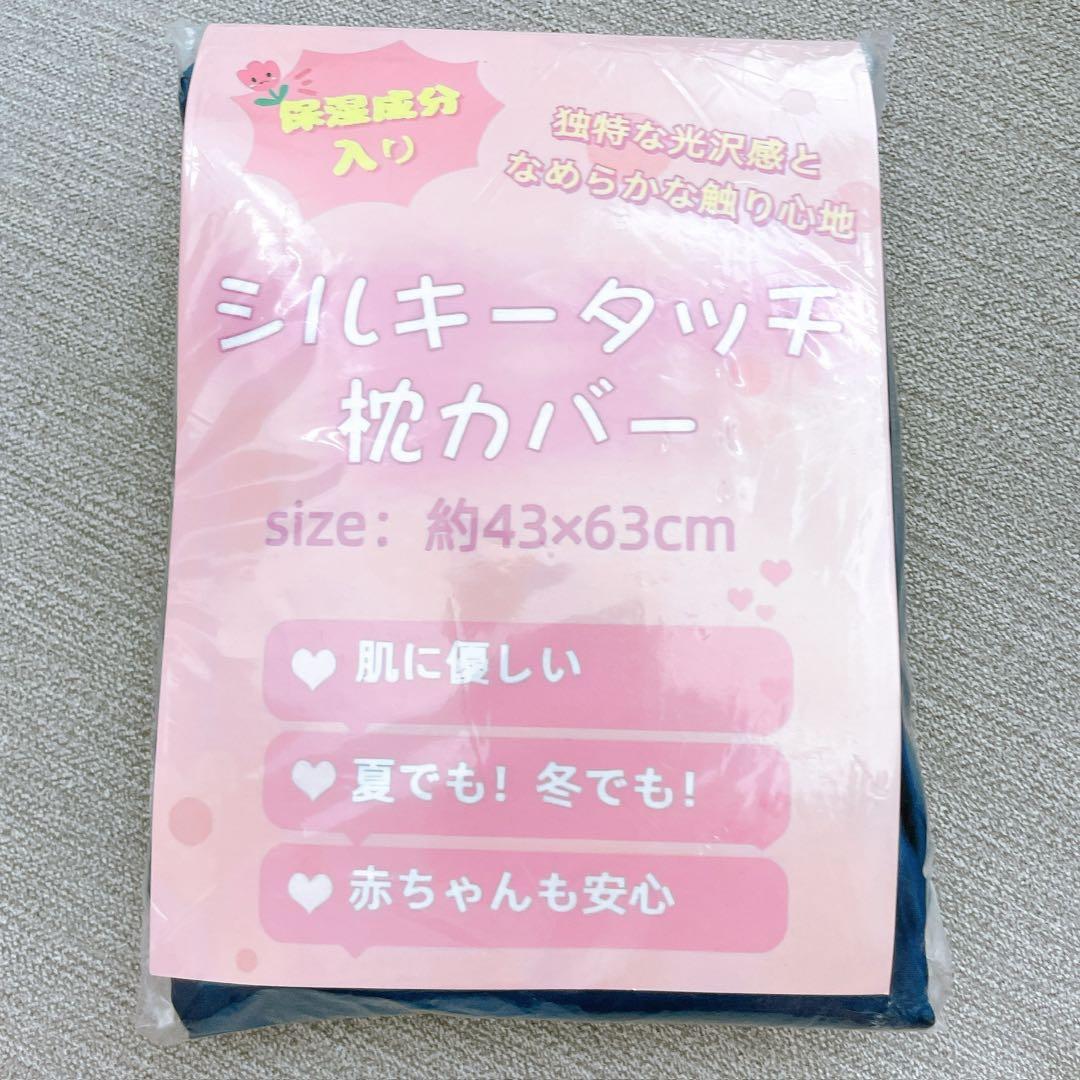 保湿成分
入り
独特な光沢感と
なめらかな触り心地
シルキータッチ
枕カバー
size：約43×63cm
肌に優しい
夏でも！冬でも！
赤ちゃんも安心